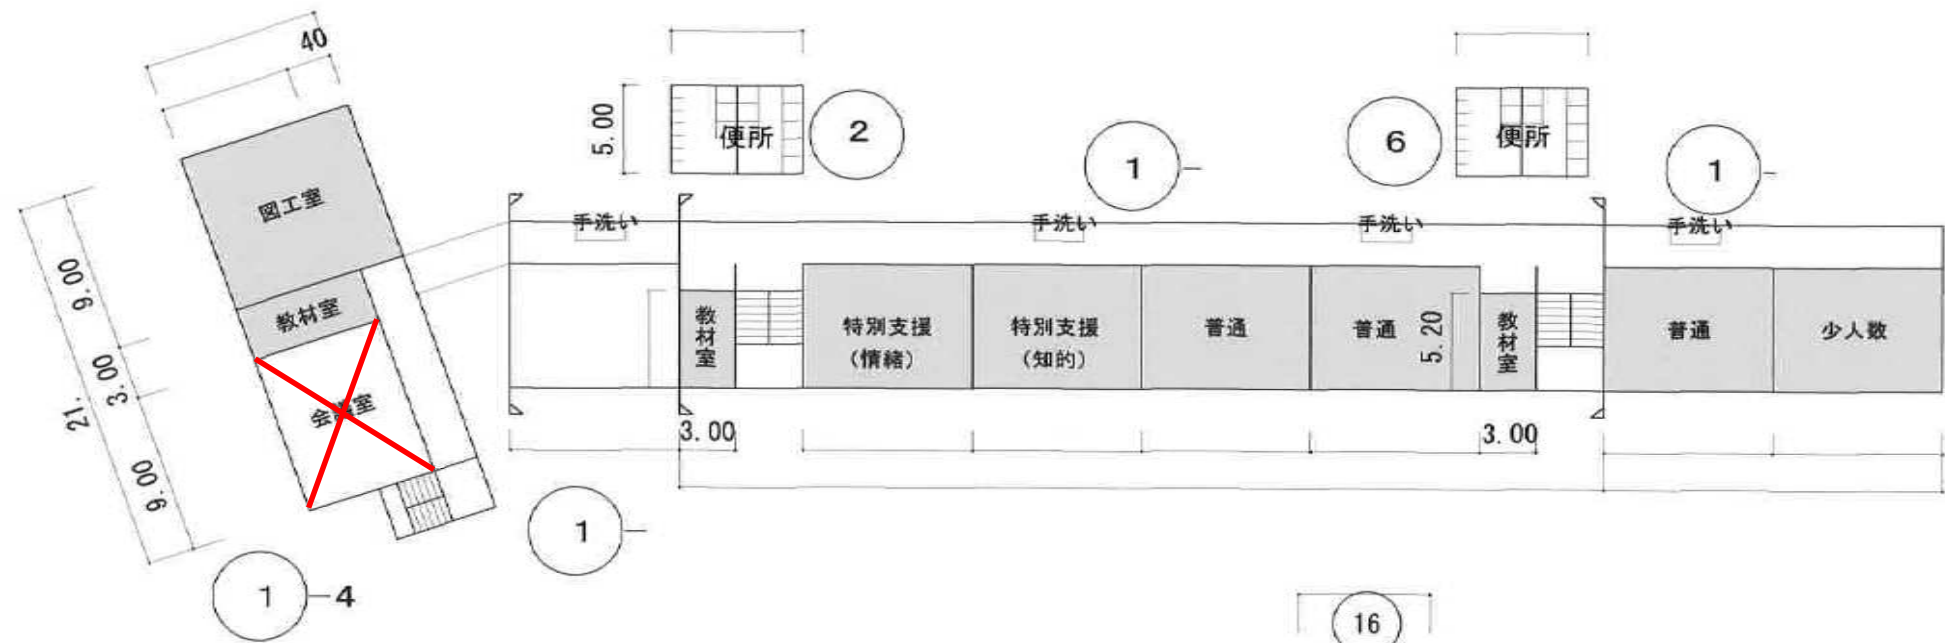 40
5.00
便所
2
1
6
便所
1
図工室
手洗い
手洗い
手洗い
手洗い
9.00
教材室
教材室
特別支援
(情緒)
特別支援
(知的)
普通
普通
5.20
教材室
普通
少人数
3.00
21.
会議室
3.00
3.00
9.00
1
1-4
16